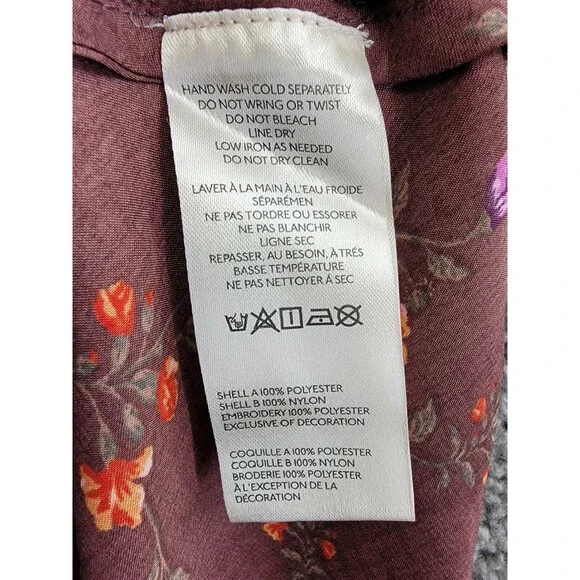 HAND WASH COLD SEPARATELY
DO NOT WRING OR TWIST
DO NOT BLEACH
LINE DRY
LOW IRON AS NEEDED
DO NOT DRY CLEAN
LAVER À LA MAIN À L'EAU FROIDE
SÉPARÉMEN
NE PAS TORDRE OU ESSORER
NE PAS BLANCHIR
LIGNE SEC
REPASSER, AU BESOIN, À TRÉS
BASSE TEMPÉRATURE
NE PAS NETTOYER Á SEC
SHELL A 100% POLYESTER
SHELL B 100% NYLON
EMBROIDERY 100% POLYESTER
EXCLUSIVE OF DECORATION
COQUILLE A 100% POLYESTER
COQUILLE B 100% NYLON
BRODERIE 100% POLYESTER
À L'EXCEPTION DE LA
DÉCORATION